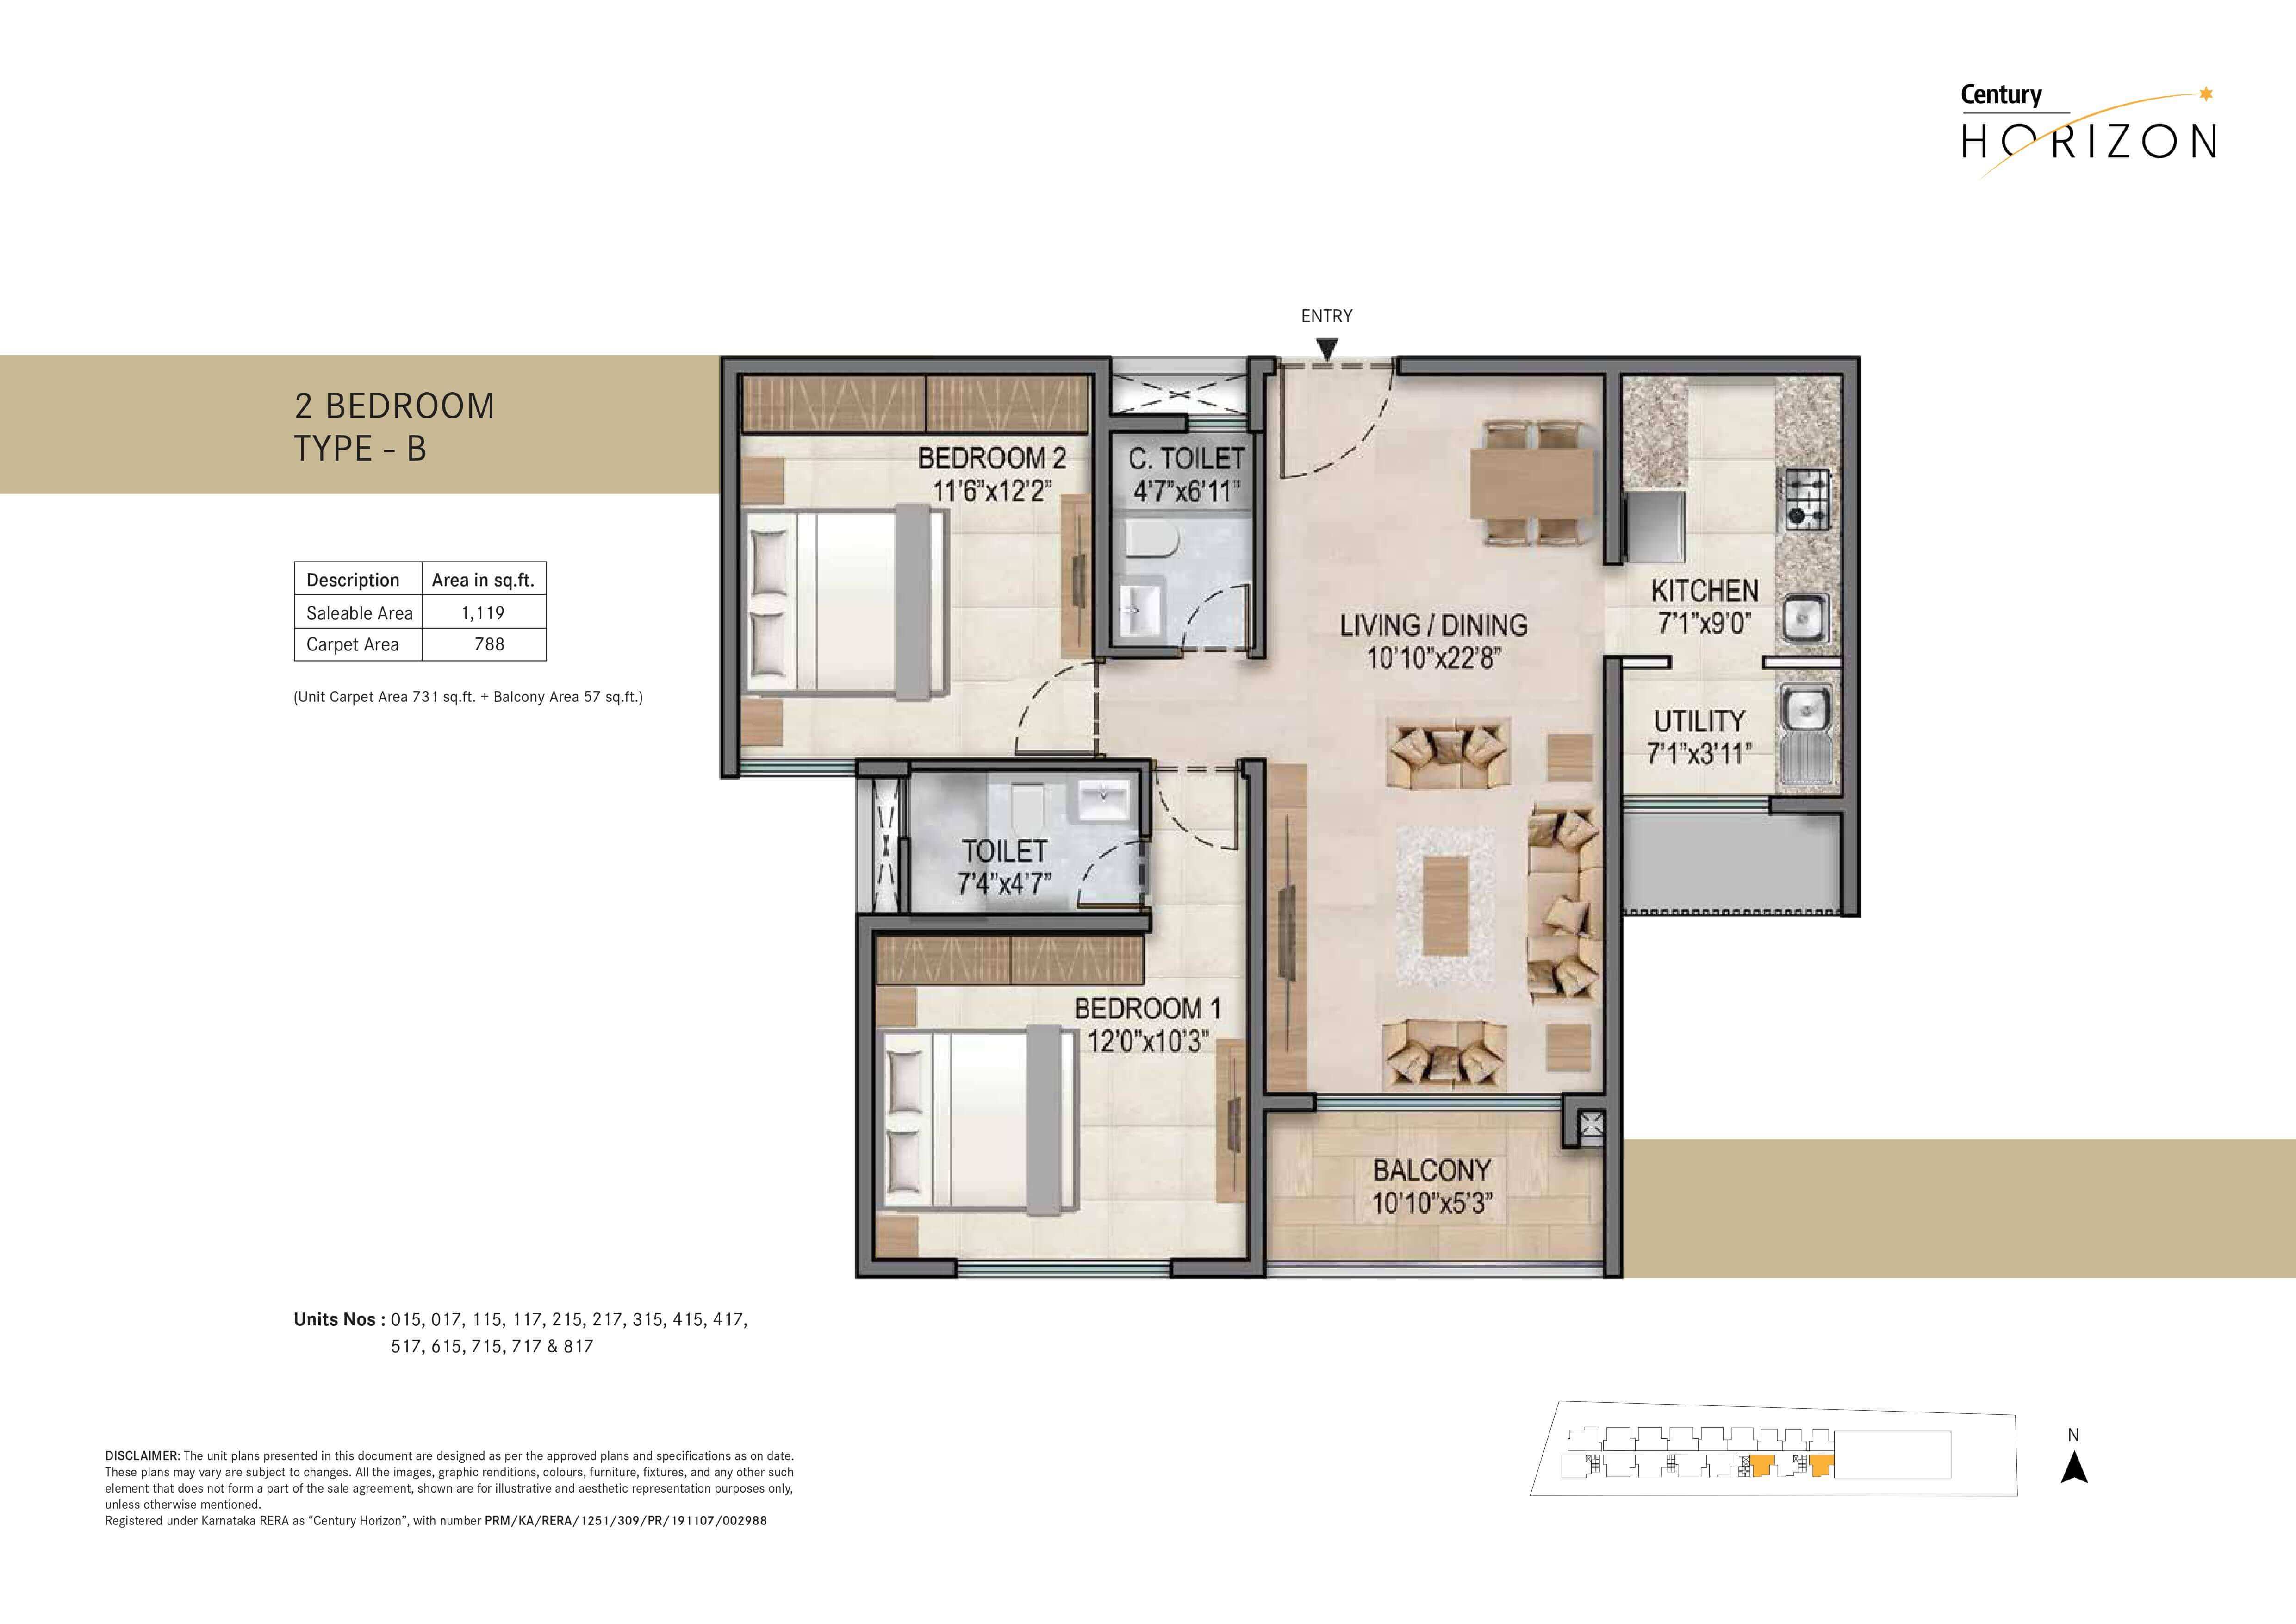 Century
HORIZON
ENTRY
2 BEDROOM
TYPE - B
Description Area in sq.ft.
Saleable Area 1,119
Carpet Area 788
(Unit Carpet Area 731 sq.ft. + Balcony Area 57 sq.ft.)
BEDROOM 2
11'6"x12'2"
C. TOILET
4'7"x6'11"
LIVING / DINING
10'10"x22'8"
KITCHEN
7'1"x9'0"
UTILITY
7'1"x3'11"
TOILET
7'4"x4'7"
BEDROOM 1
12'0"x10'3"
BALCONY
10'10"x5'3"
Units Nos : 015, 017, 115, 117, 215, 217, 315, 415, 417,
517, 615, 715, 717 & 817
DISCLAIMER: The unit plans presented in this document are designed as per the approved plans and specifications as on date.
These plans may vary are subject to changes. All the images, graphic renditions, colours, furniture, fixtures, and any other such
element that does not form a part of the sale agreement, shown are for illustrative and aesthetic representation purposes only,
unless otherwise mentioned.
Registered under Karnataka RERA as “Century Horizon”, with number PRM/KA/RERA/1251/309/PR/191107/002988
N